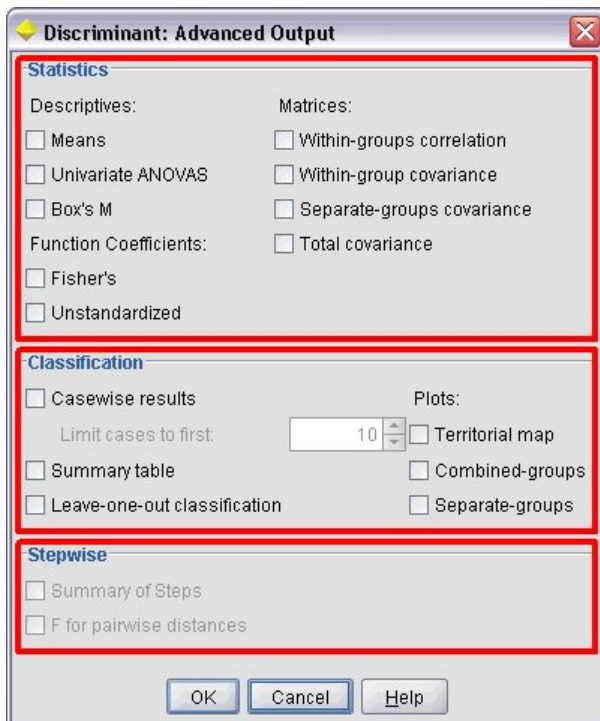 Discriminant: Advanced Output
Statistics
Descriptives:
Means
Univariate ANOVAS
Box's M
Function Coefficients:
Fisher's
Unstandardized
Matrices:
Within-groups correlation
Within-group covariance
Separate-groups covariance
Total covariance
Classification
Casewise results
Limit cases to first: 10
Summary table
Leave-one-out classification
Plots:
Territorial map
Combined-groups
Separate-groups
Stepwise
Summary of Steps
F for pairwise distances
OK Cancel Help